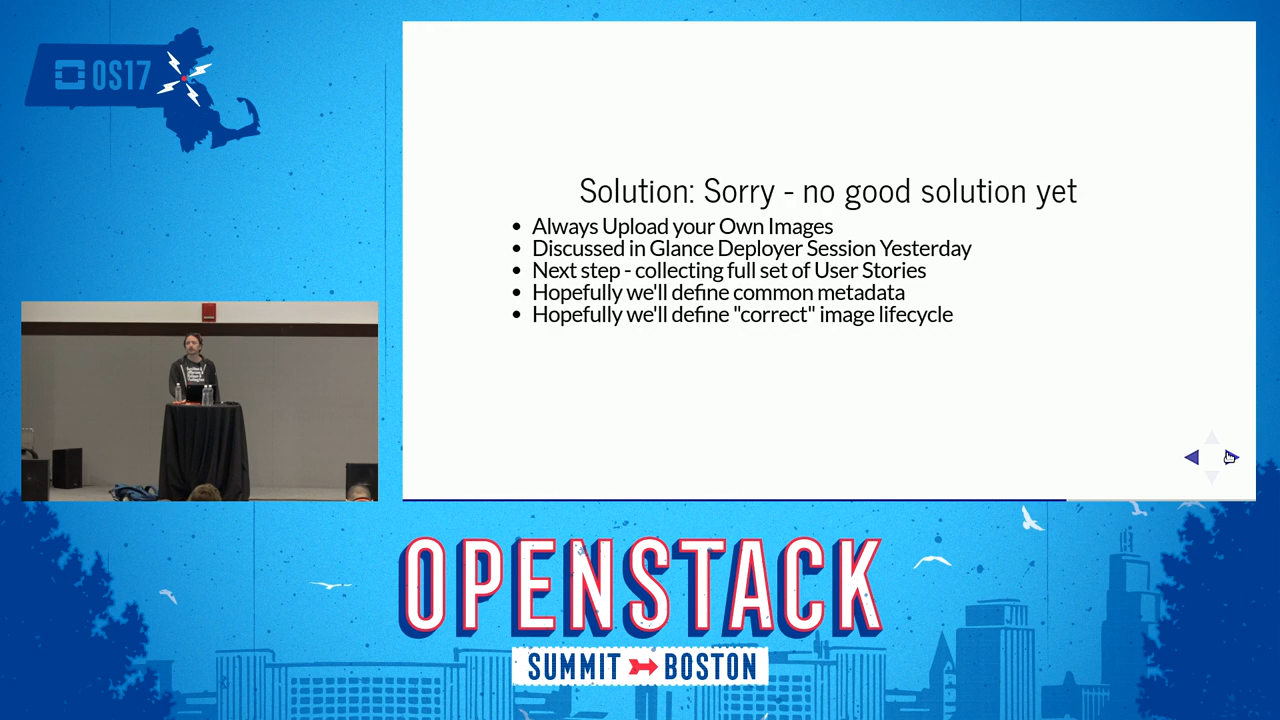 OS17
Solution: Sorry - no good solution yet
Always Upload your Own Images
Discussed in Glance Deployer Session Yesterday
Next step - collecting full set of User Stories
Hopefully we'll define common metadata
Hopefully we'll define "correct" image lifecycle
OPENSTACK
SUMMIT BOSTON